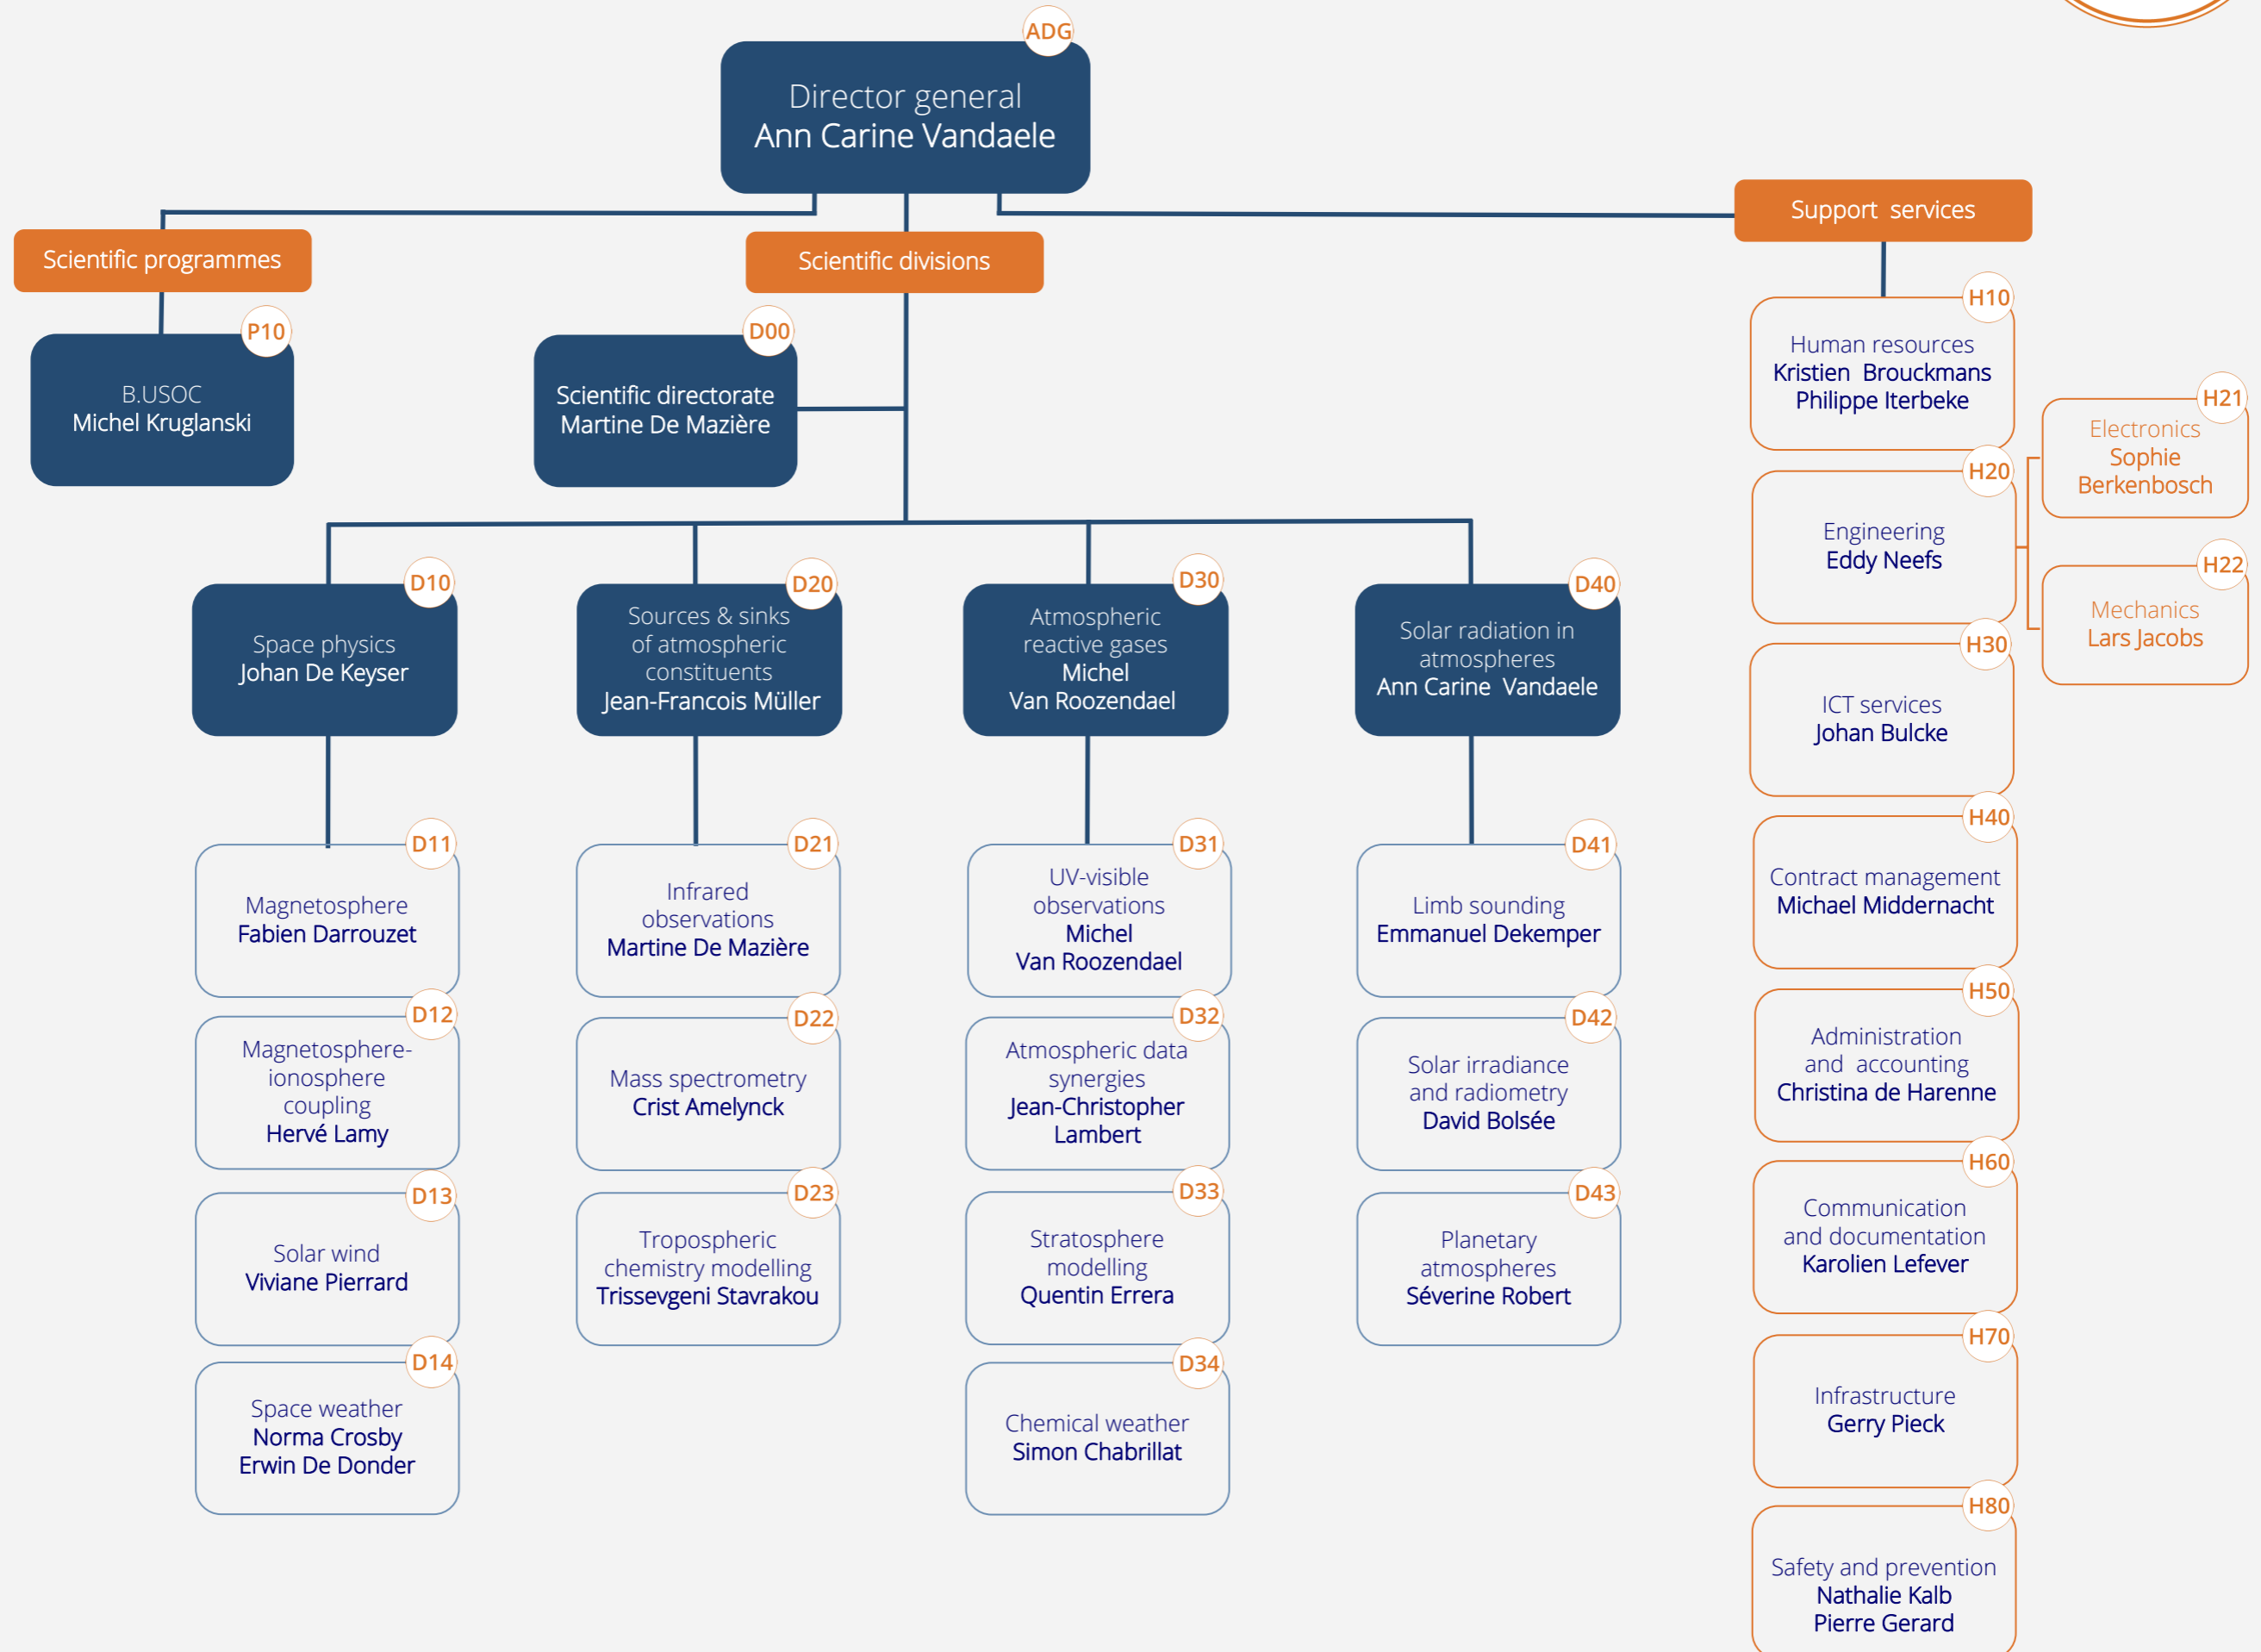 ADG
Director general
Ann Carine Vandaele
Scientific programmes
P10
B.USOC
Michel Kruglanski
Scientific divisions
D00
Scientific directorate
Martine De Mazière
D10
Space physics
Johan De Keyser
D11
Magnetosphere
Fabien Darrouzet
D12
Magnetosphere-
ionosphere
coupling
Hervé Lamy
D13
Solar wind
Viviane Pierrard
D14
Space weather
Norma Crosby
Erwin De Donder
D20
Sources & sinks
of atmospheric
constituents
Jean-Francois Müller
D21
Infrared
observations
Martine De Mazière
D22
Mass spectrometry
Crist Amelynck
D23
Tropospheric
chemistry modelling
Trissevgeni Stavrakou
D30
Atmospheric
reactive gases
Michel
Van Roozendael
D31
UV-visible
observations
Michel
Van Roozendael
D32
Atmospheric data
synergies
Jean-Christopher
Lambert
D33
Stratosphere
modelling
Quentin Errera
D34
Chemical weather
Simon Chabrillat
D40
Solar radiation in
atmospheres
Ann Carine Vandaele
D41
Limb sounding
Emmanuel Dekemper
D42
Solar irradiance
and radiometry
David Bolsée
D43
Planetary
atmospheres
Séverine Robert
Support services
H10
Human resources
Kristien Brouckmans
Philippe Iterbeke
H20
Engineering
Eddy Neefs
H21
Electronics
Sophie
Berkenbosch
H22
Mechanics
Lars Jacobs
H30
ICT services
Johan Bulcke
H40
Contract management
Michael Middernacht
H50
Administration
and accounting
Christina de Harenne
H60
Communication
and documentation
Karolien Lefever
H70
Infrastructure
Gerry Pieck
H80
Safety and prevention
Nathalie Kalb
Pierre Gerard